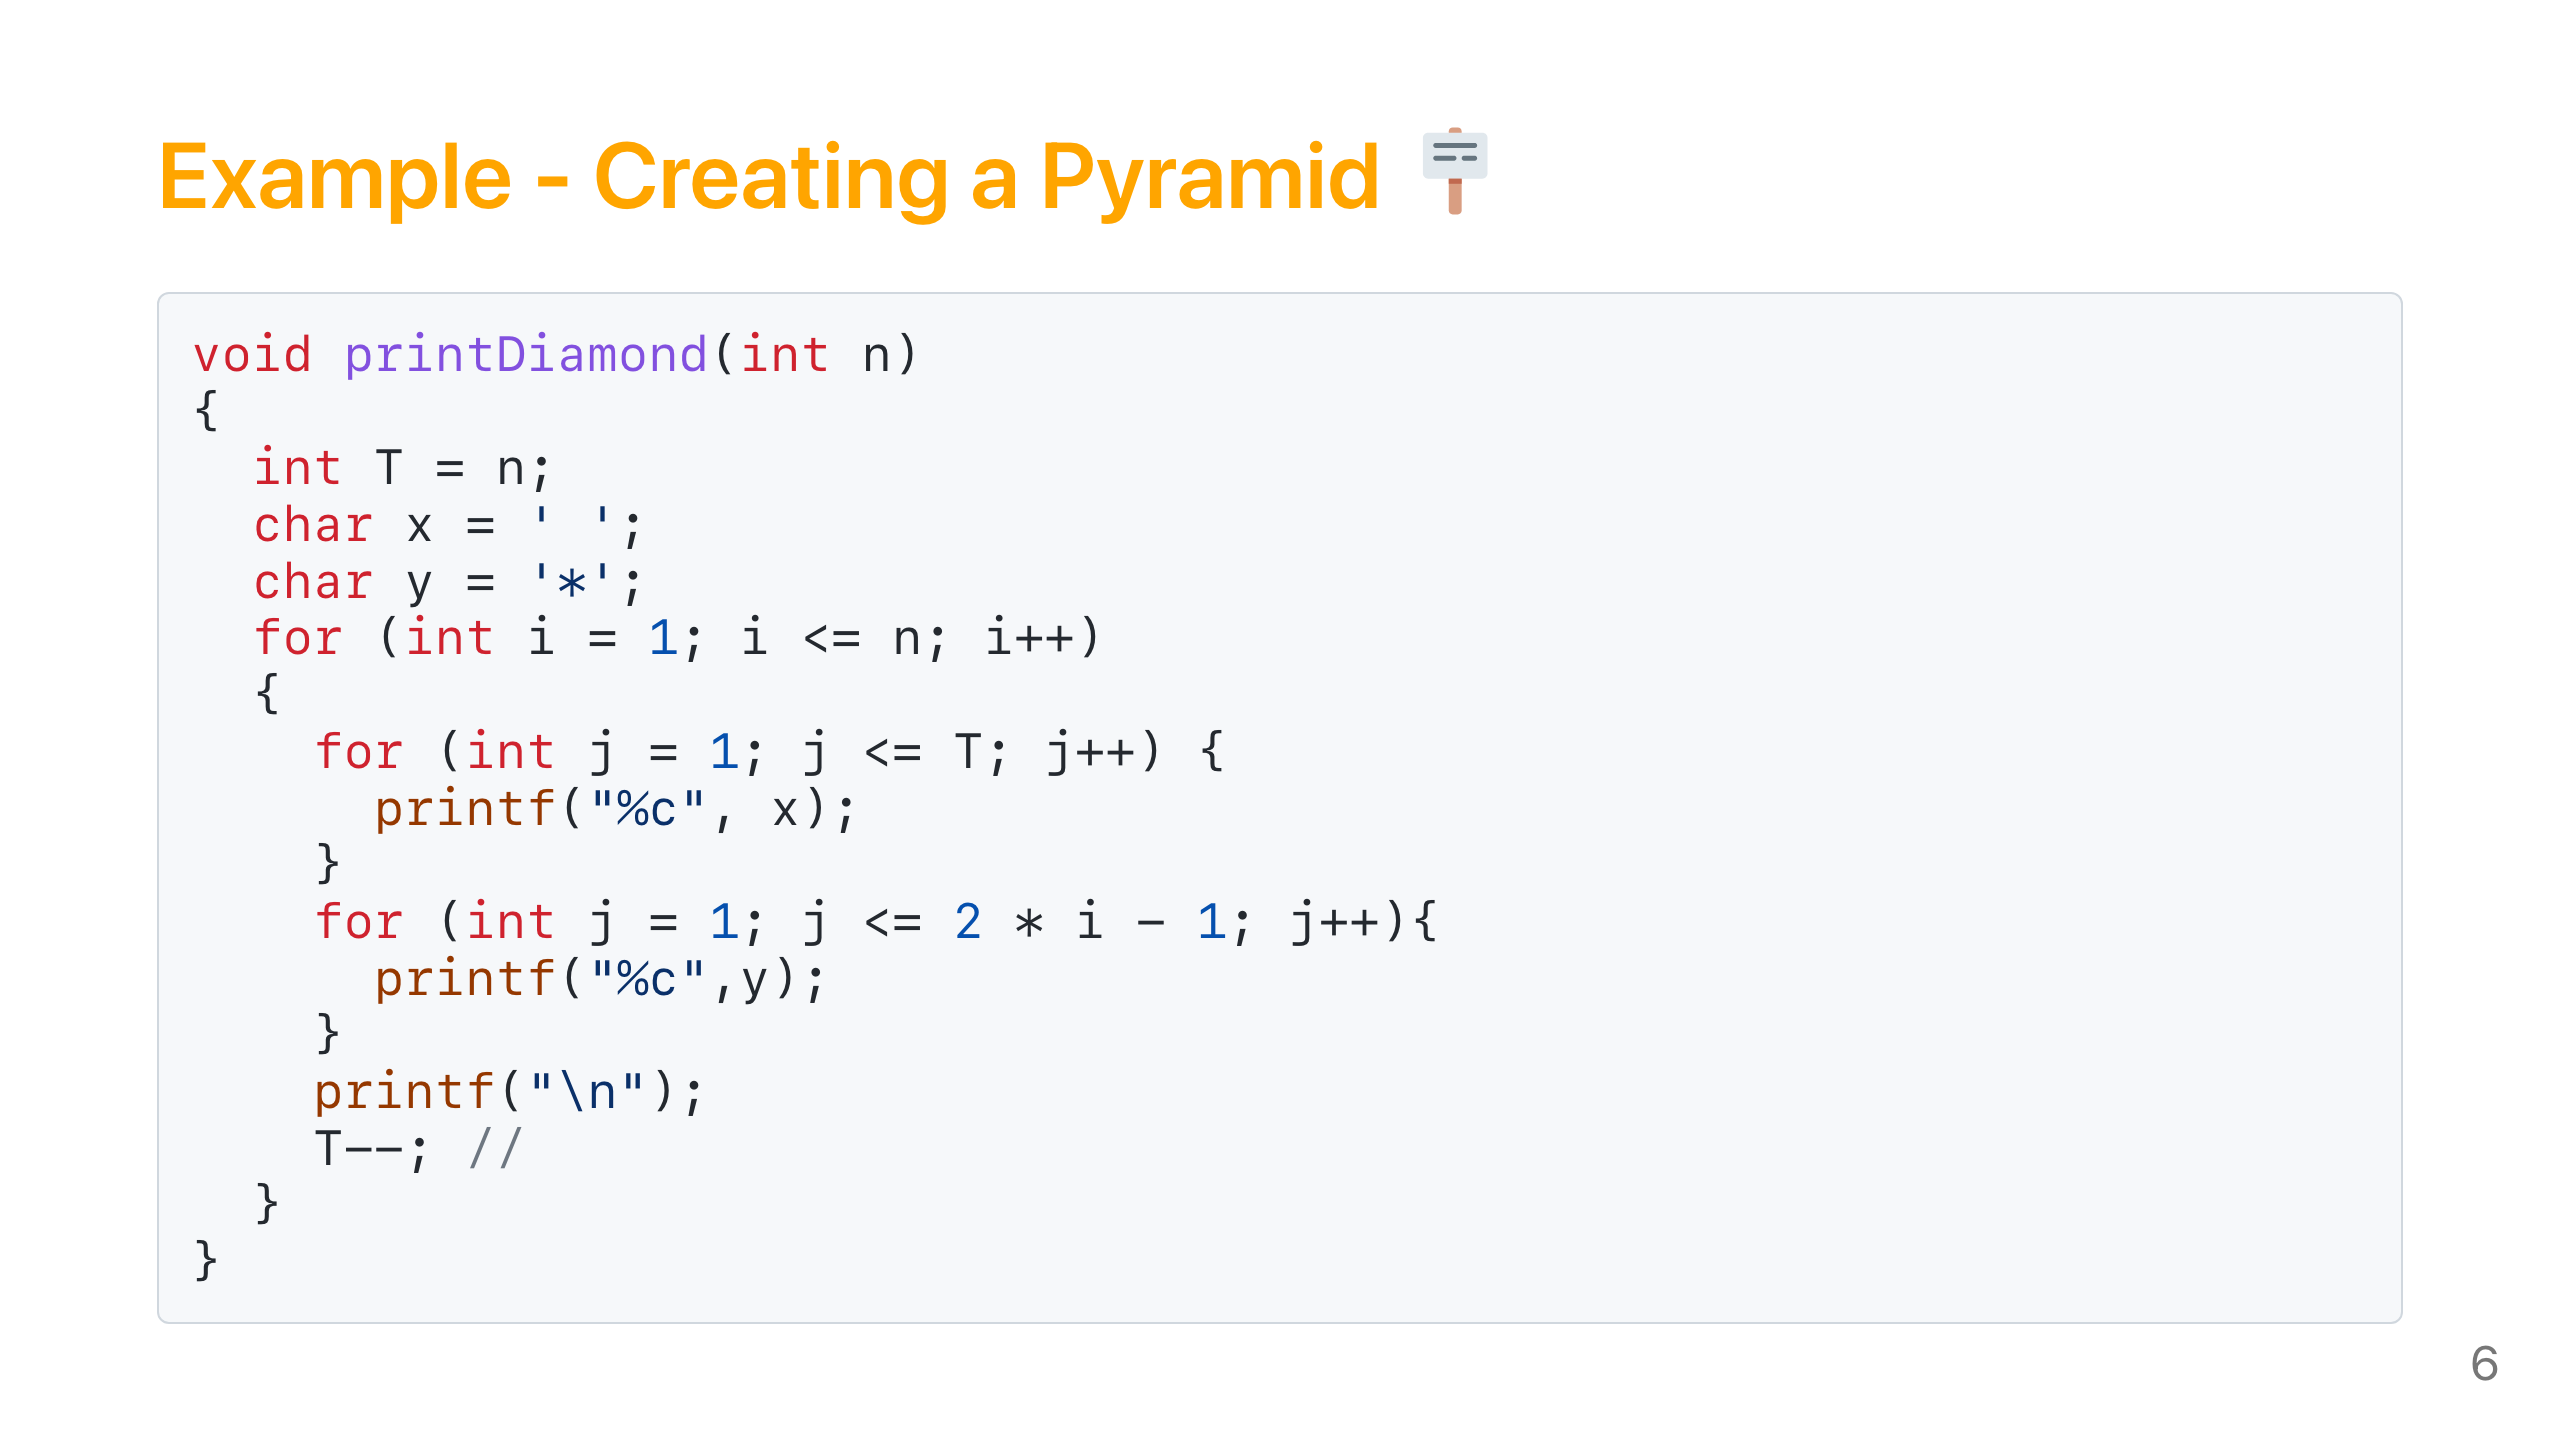 Example - Creating a Pyramid
void printDiamond(int n)
{
  int T = n;
  char x = ' ';
  char y = '*';
  for (int i = 1; i <= n; i++)
  {
    for (int j = 1; j <= T; j++) {
      printf("%c", x);
    }
    for (int j = 1; j <= 2 * i - 1; j++){
      printf("%c",y);
    }
    printf("\n");
    T--; //
  }
}
6